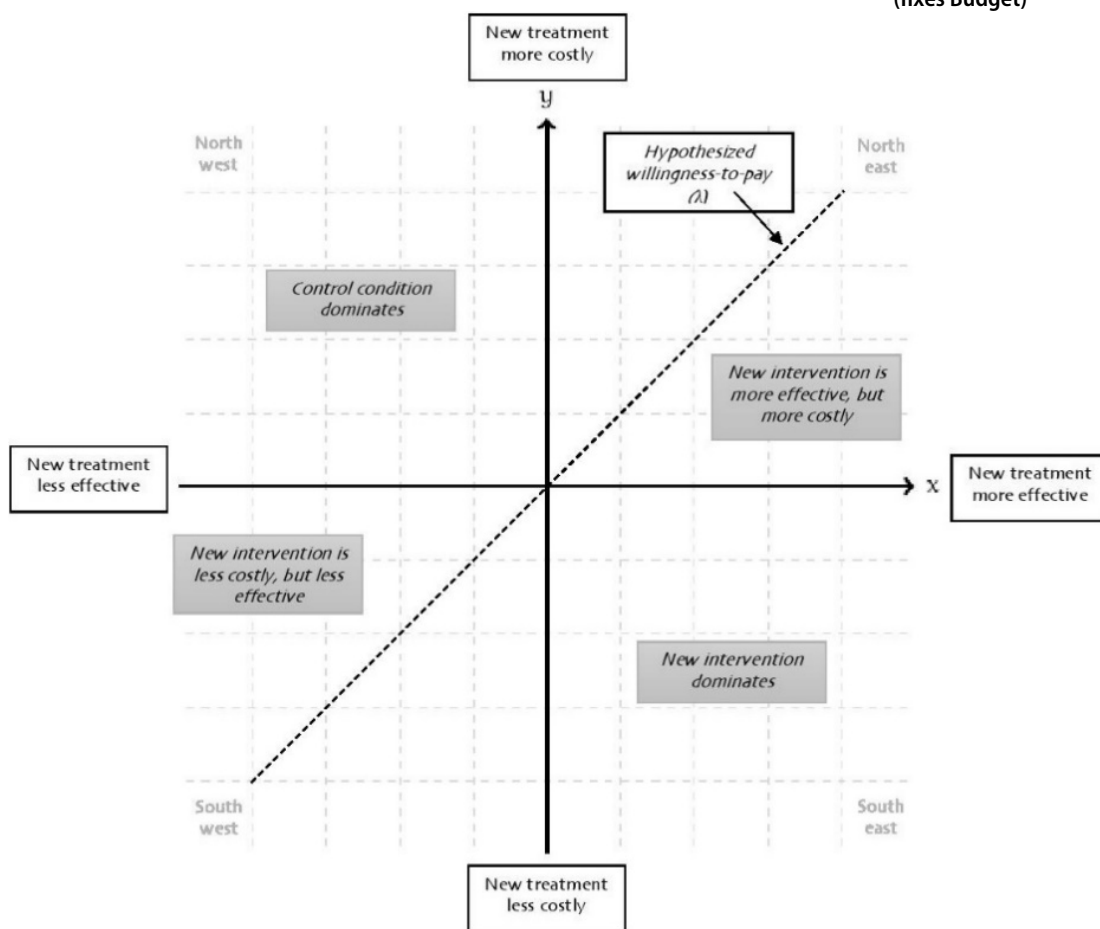 (fixes Budget)
New treatment
more costly
y
North
west
Hypothesized
willingness-to-pay
(λ)
North
east
Control condition
dominates
New intervention is
more effective, but
more costly
New treatment
less effective
x
New treatment
more effective
New intervention is
less costly, but less
effective
New intervention
dominates
South
west
South
east
New treatment
less costly